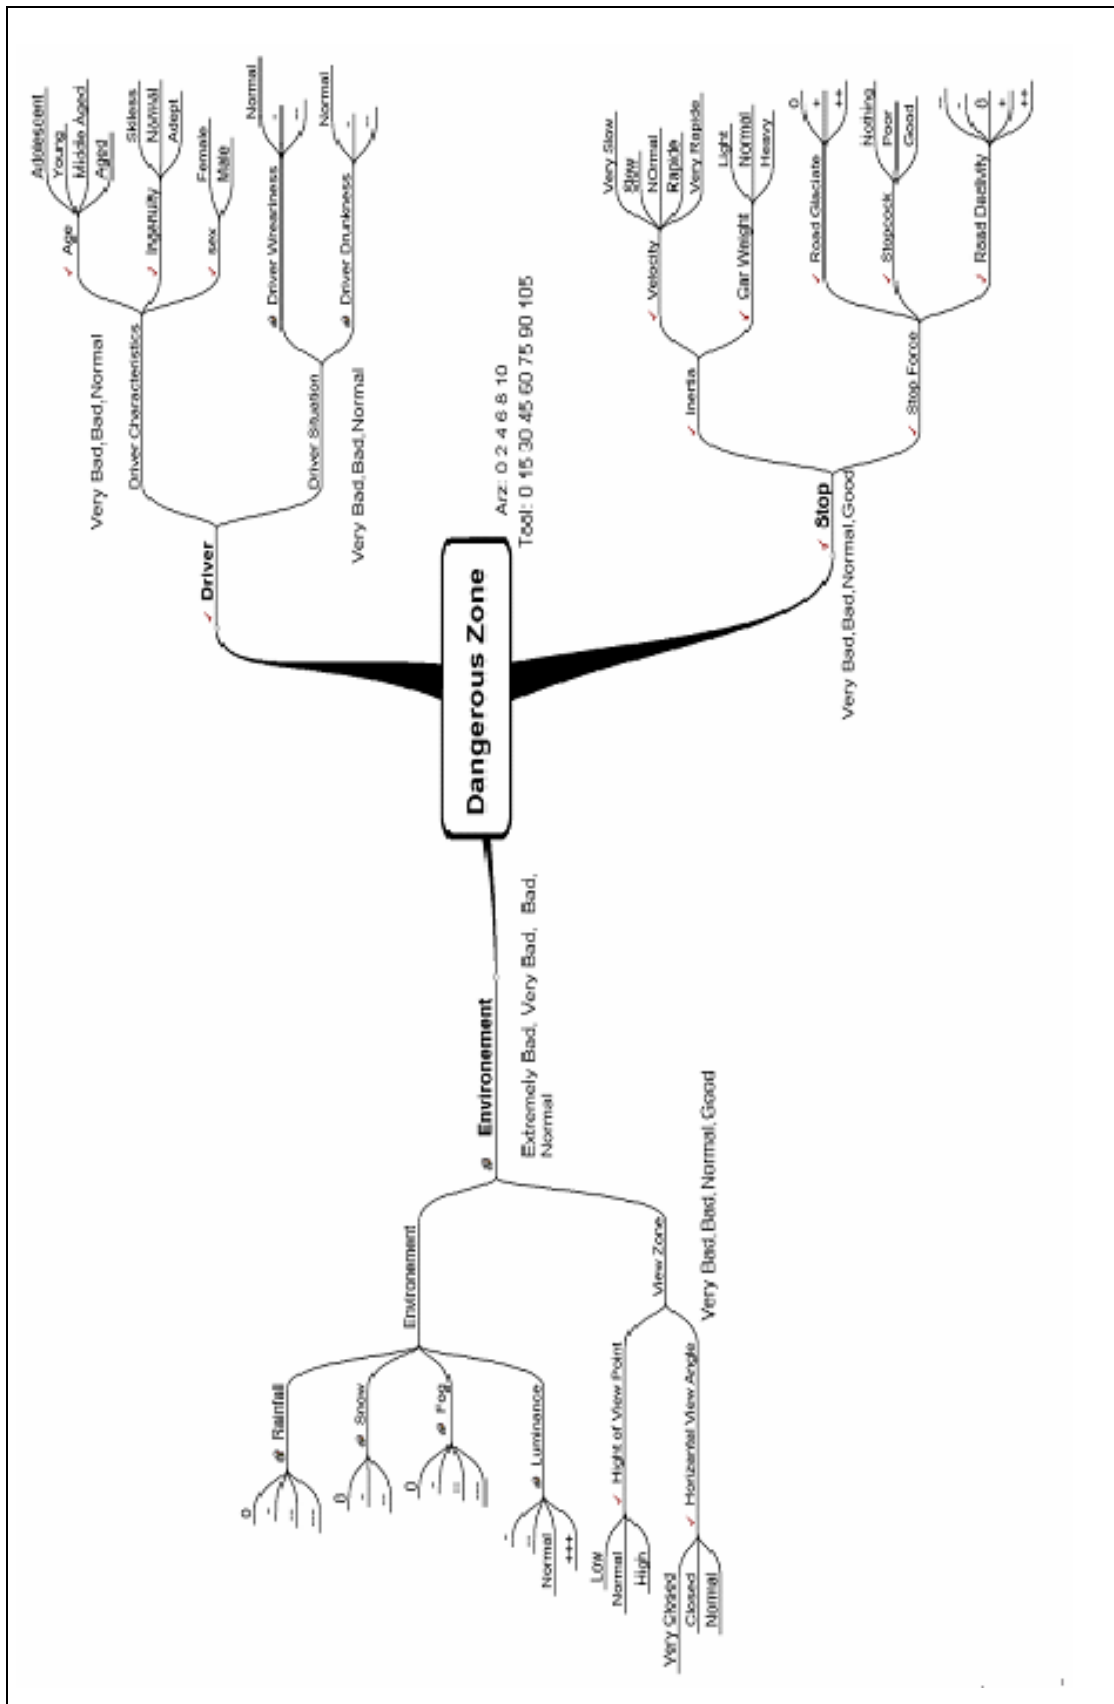 Dangerous Zone
Arz: 0 2 4 6 8 10
Tool: 0 15 30 45 60 75 90 105
Driver
Driver Characteristics
Very Bad,Bad,Normal
Age
Adolescent
Young
Middle Aged
Aged
Ingenuity
Skiless
Normal
Adept
sex
Female
Male
Driver Situation
Very Bad,Bad,Normal
Driver Wreariness
Normal
-
--
Driver Drunkness
Normal
-
--
Stop
Very Bad,Bad,Normal,Good
Inertia
Velocity
Very Slow
Slow
NOrmal
Rapide
Very Rapide
Car Weight
Light
Normal
Heavy
Stop Force
Road Glaciate
0
+
++
Stopcock
Nothing
Poor
Good
Road Daclivity
--
-
0
+
++
Environement
Extremely Bad, Very Bad, Bad,
Normal
Environement
Rainfall
0
-
--
---
Snow
0
-
--
Fog
0
-
--
---
Luminance
-
--
Normal
+++
View Zone
Very Bad,Bad,Normal,Good
Hight of View Point
Low
Normal
High
Horizantal View Angle
Very Closed
Closed
Normal